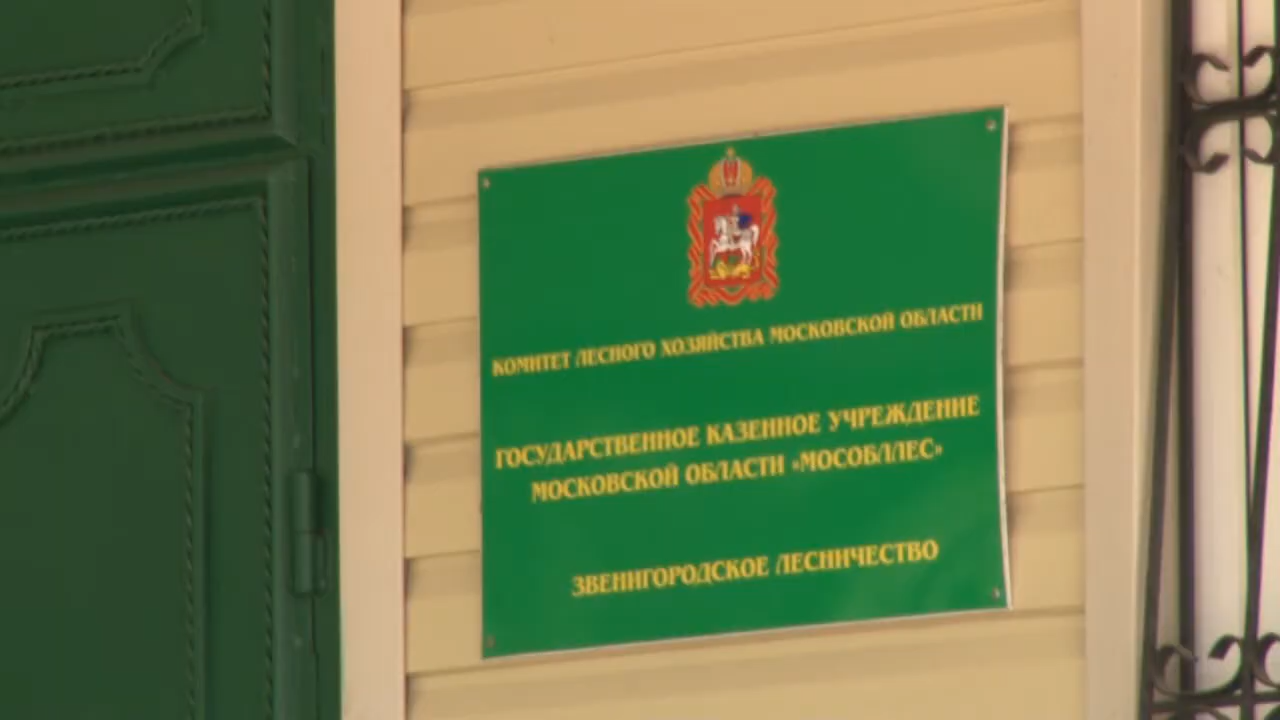 КОМИТЕТ ЛЕСНОГО ХОЗЯЙСТВА МОСКОВСКОЙ ОБЛАСТИ
ГОСУДАРСТВЕННОЕ КАЗЕННОЕ УЧРЕЖДЕНИЕ
МОСКОВСКОЙ ОБЛАСТИ «МОСОБЛЛЕС»
ЗВЕНИГОРОДСКОЕ ЛЕСНИЧЕСТВО